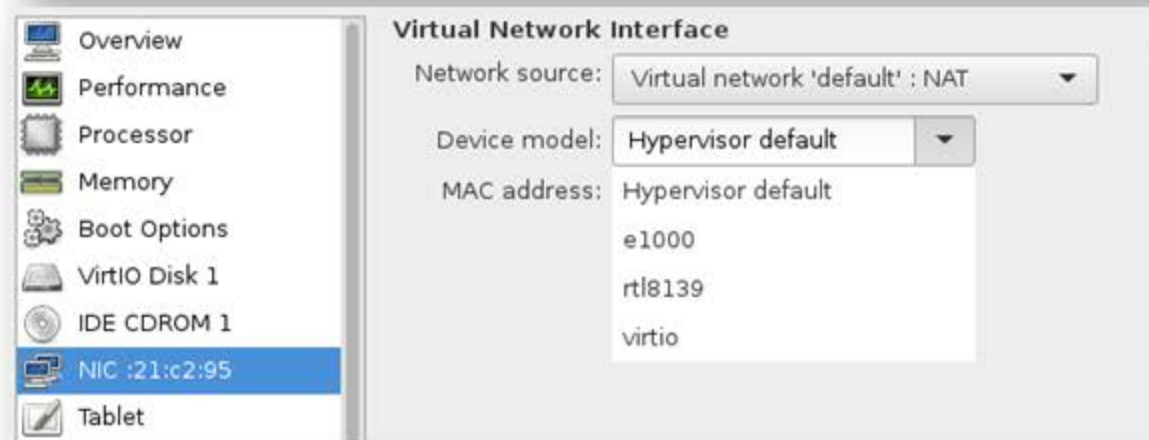 Overview
Performance
Processor
Memory
Boot Options
VirtIO Disk 1
IDE CDROM 1
NIC :21:c2:95
Tablet
Virtual Network Interface
Network source: Virtual network 'default' : NAT
Device model: Hypervisor default
MAC address: Hypervisor default
e1000
rtl8139
virtio